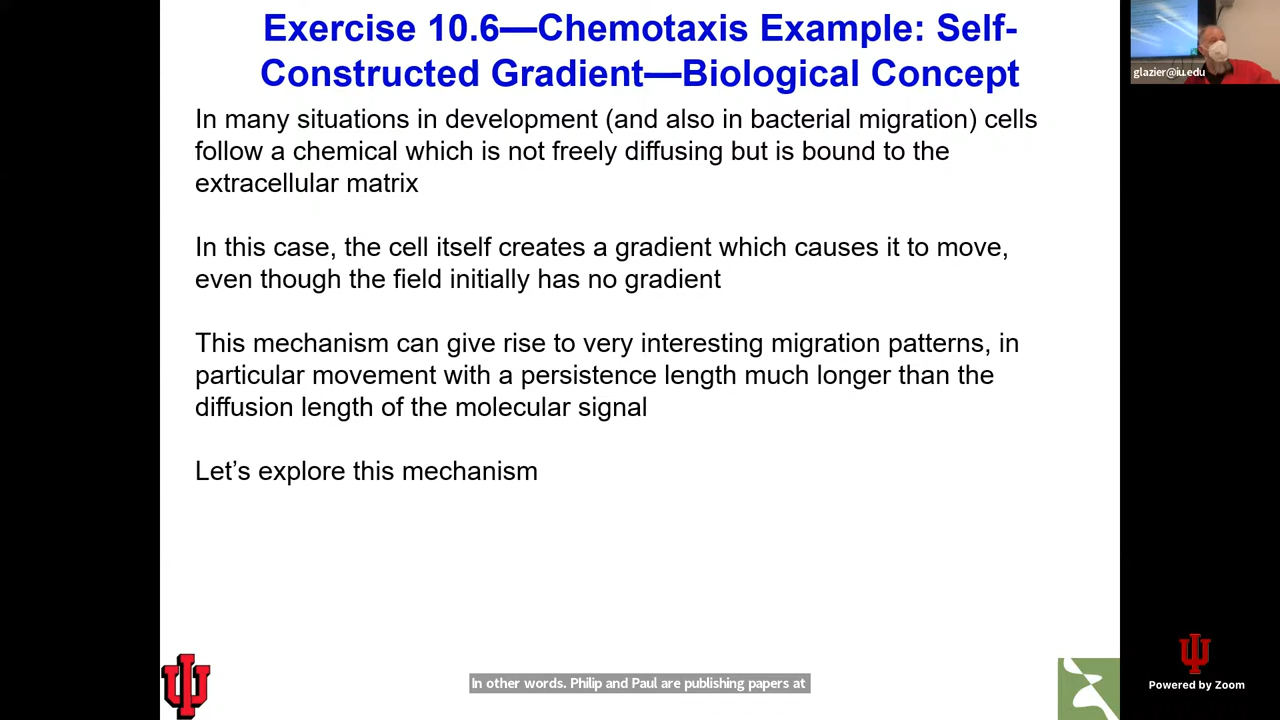 Exercise 10.6—Chemotaxis Example: Self-
Constructed Gradient—Biological Concept
In many situations in development (and also in bacterial migration) cells
follow a chemical which is not freely diffusing but is bound to the
extracellular matrix
In this case, the cell itself creates a gradient which causes it to move,
even though the field initially has no gradient
This mechanism can give rise to very interesting migration patterns, in
particular movement with a persistence length much longer than the
diffusion length of the molecular signal
Let’s explore this mechanism
In other words. Philip and Paul are publishing papers at
glazier@iu.edu
Powered by Zoom